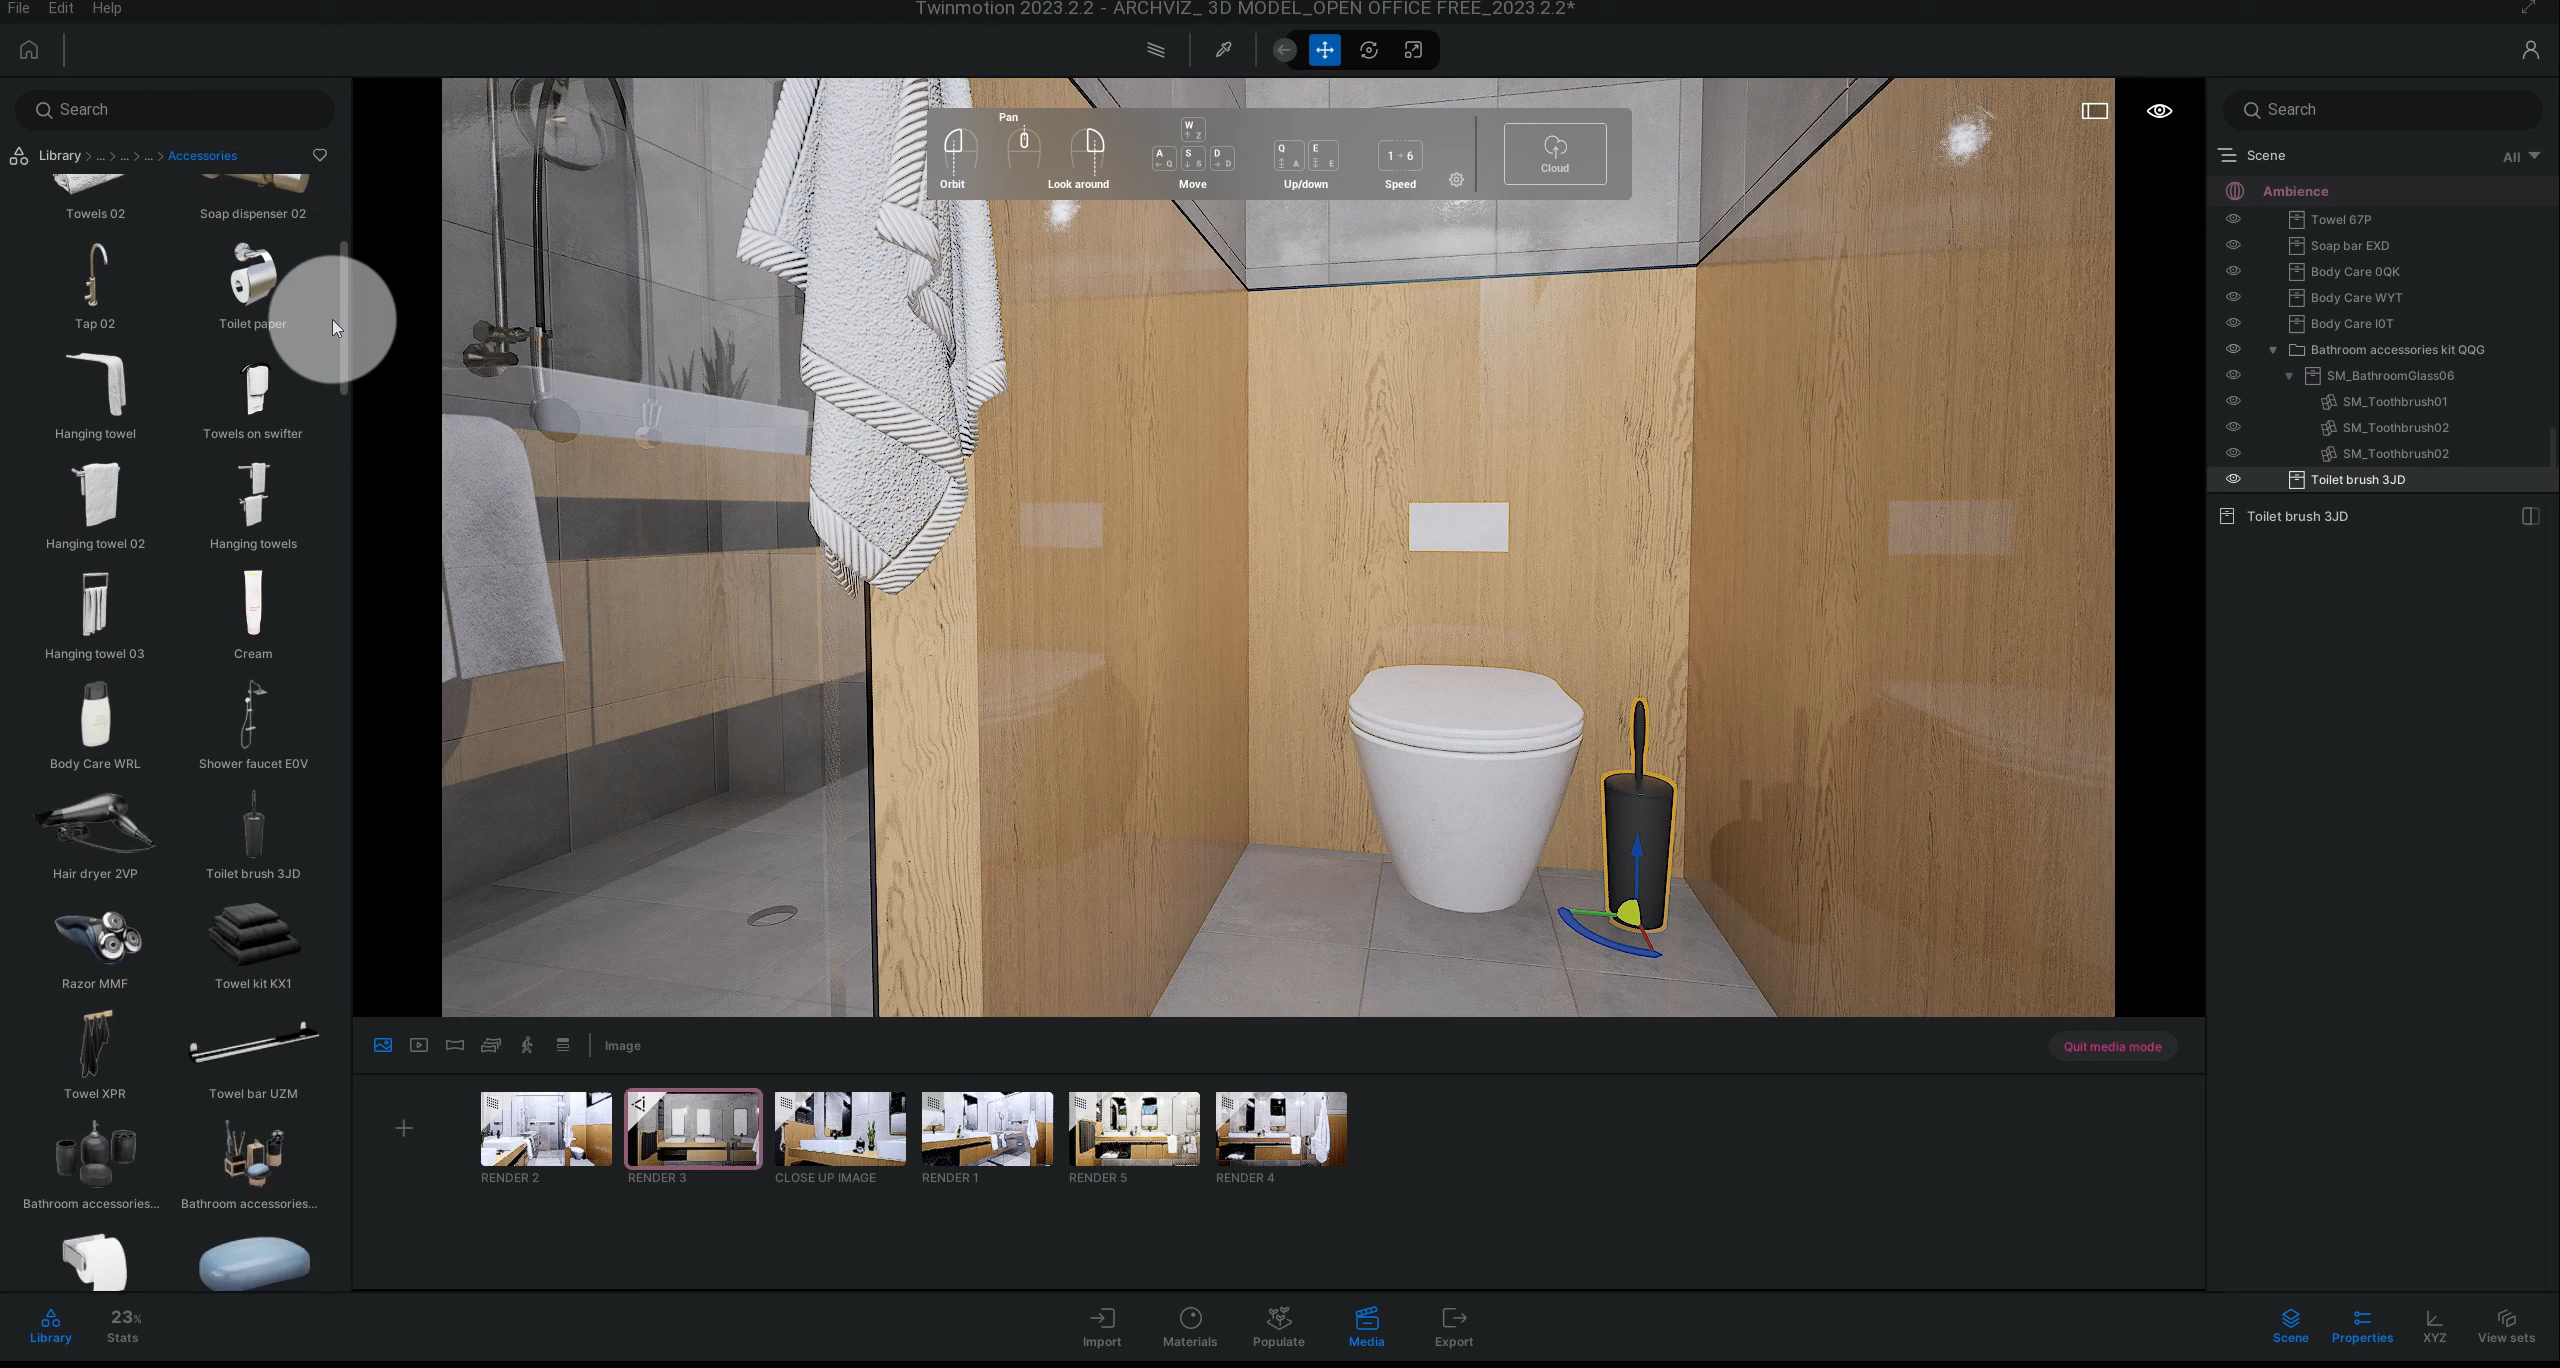 File Edit Help
Twinmotion 2023.2.2 - ARCHVIZ_ 3D MODEL_OPEN OFFICE FREE_2023.2.2*
Search
Library > ... > ... > ... > Accessories
Towels 02
Soap dispenser 02
Tap 02
Toilet paper
Hanging towel
Towels on swifter
Hanging towel 02
Hanging towels
Hanging towel 03
Cream
Body Care WRL
Shower faucet E0V
Hair dryer 2VP
Toilet brush 3JD
Razor MMF
Towel kit KX1
Towel XPR
Towel bar UZM
Bathroom accessories...
Bathroom accessories...
Pan
Orbit
Look around
W
↑ Z
A
← Q
S
↓ S
D
→ D
Move
Q
A
E
E
Up/down
1 - 6
Speed
Cloud
Search
Scene
All
Ambience
Towel 67P
Soap bar EXD
Body Care 0QK
Body Care WYT
Body Care I0T
Bathroom accessories kit QQG
SM_BathroomGlass06
SM_Toothbrush01
SM_Toothbrush02
SM_Toothbrush02
Toilet brush 3JD
Toilet brush 3JD
Image
Quit media mode
RENDER 2
RENDER 3
CLOSE UP IMAGE
RENDER 1
RENDER 5
RENDER 4
Library
23%
Stats
Import
Materials
Populate
Media
Export
Scene
Properties
XYZ
View sets